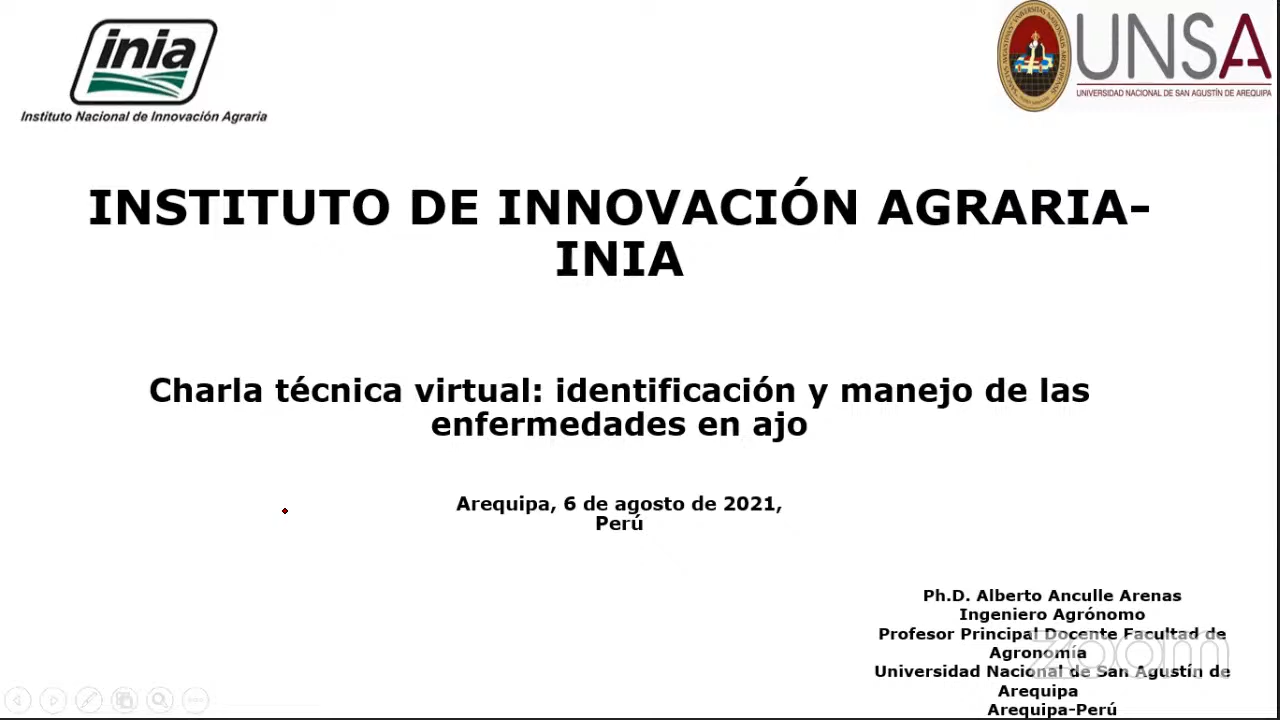 inia
Instituto Nacional de Innovación Agraria
UNSA
UNIVERSIDAD NACIONAL DE SAN AGUSTÍN DE AREQUIPA
INSTITUTO DE INNOVACIÓN AGRARIA-
INIA
Charla técnica virtual: identificación y manejo de las
enfermedades en ajo
Arequipa, 6 de agosto de 2021,
Perú
Ph.D. Alberto Anculle Arenas
Ingeniero Agrónomo
Profesor Principal Docente Facultad de
Agronomía
Universidad Nacional de San Agustín de
Arequipa
Arequipa-Perú
zoom